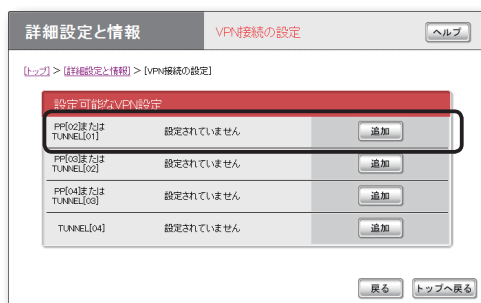 詳細設定と情報 VPN接続の設定 ヘルプ
[トップ] > [詳細設定と情報] > [VPN接続の設定]
設定可能なVPN設定
PP[02]または
TUNNEL[01] 設定されていません 追加
PP[03]または
TUNNEL[02] 設定されていません 追加
PP[04]または
TUNNEL[03] 設定されていません 追加
TUNNEL[04] 設定されていません 追加
戻る トップへ戻る